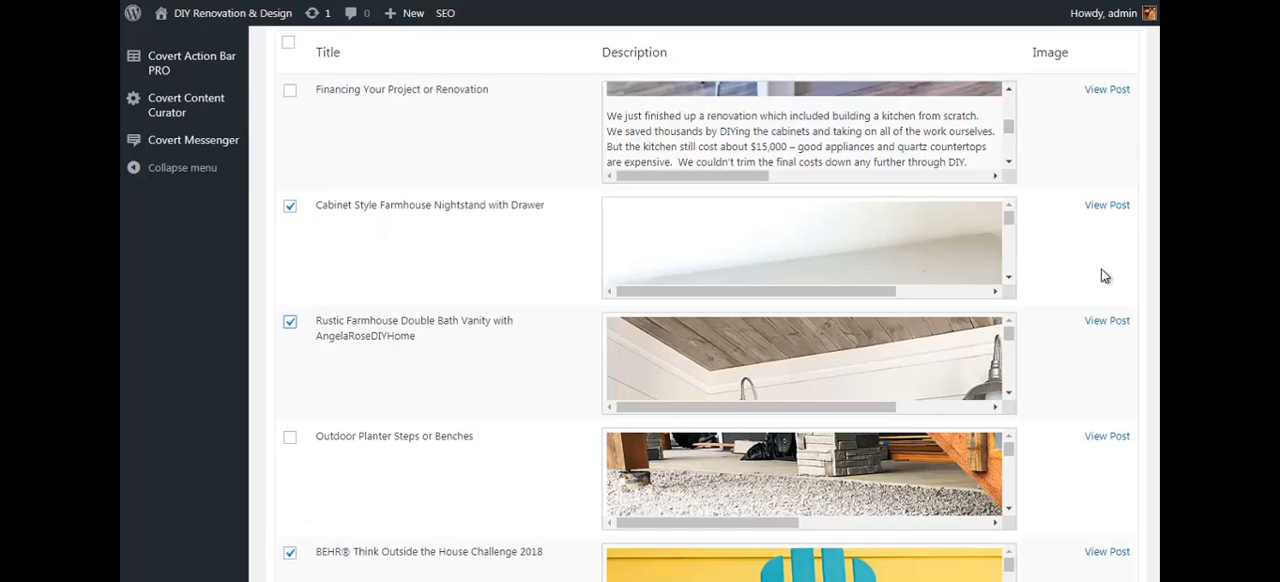 DIY Renovation & Design 1 0 New SEO Howdy, admin
Covert Action Bar
PRO
Covert Content
Curator
Covert Messenger
Collapse menu
Title Description Image
Financing Your Project or Renovation
We just finished up a renovation which included building a kitchen from scratch.
We saved thousands by DIYing the cabinets and taking on all of the work ourselves.
But the kitchen still cost about $15,000 – good appliances and quartz countertops
are expensive. We couldn't trim the final costs down any further through DIY.
View Post
Cabinet Style Farmhouse Nightstand with Drawer
View Post
Rustic Farmhouse Double Bath Vanity with
AngelaRoseDIYHome
View Post
Outdoor Planter Steps or Benches
View Post
BEHR® Think Outside the House Challenge 2018
View Post